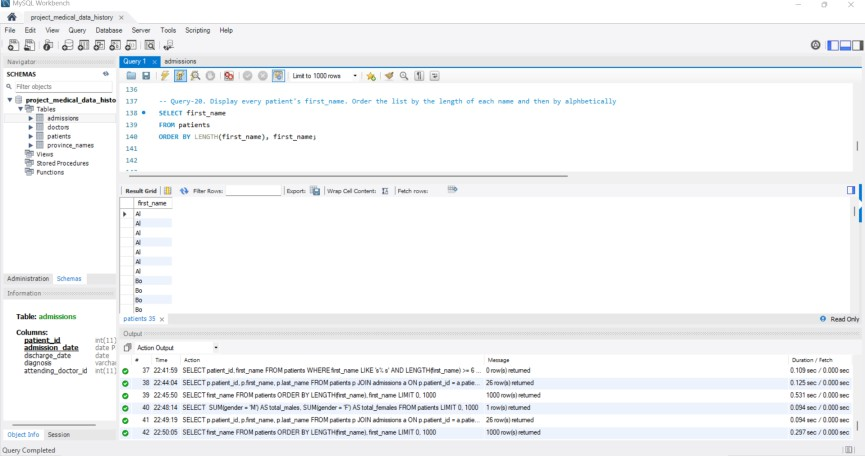 MySQL Workbench
project_medical_data_history ×
File Edit View Query Database Server Tools Scripting Help
Navigator
Query 1 × admissions
SCHEMAS
Limit to 1000 rows
Filter objects
136
project_medical_data_histo
137 -- Query-20. Display every patient's first_name. Order the list by the length of each name and then by alphbetically
Tables
138 SELECT first_name
admissions
139 FROM patients
doctors
140 ORDER BY LENGTH(first_name), first_name;
patients
141
province_names
142
Views
Stored Procedures
Functions
Result Grid Filter Rows: Export: Wrap Cell Content: Fetch rows:
first_name
Al
Al
Al
Al
Al
Al
Al
Bo
Bo
Bo
Bo
Administration Schemas
Information
patients 35 × Read Only
Output
Table: admissions
Action Output
Columns:
# Time Action Message Duration / Fetch
patient_id int(11)
admission_date date P
discharge_date date
diagnosis varchar
attending_doctor_id int(11)
37 22:41:59 SELECT patient_id, first_name FROM patients WHERE first_name LIKE 's% s' AND LENGTH(first_name) >= 6 ... 0 row(s) returned 0.109 sec / 0.000 sec
38 22:44:04 SELECT p.patient_id, p.first_name, p.last_name FROM patients p JOIN admissions a ON p.patient_id = a.patie... 26 row(s) returned 0.125 sec / 0.000 sec
39 22:45:50 SELECT first_name FROM patients ORDER BY LENGTH(first_name), first_name LIMIT 0, 1000 1000 row(s) returned 0.531 sec / 0.000 sec
40 22:48:14 SELECT SUM(gender = 'M') AS total_males, SUM(gender = 'F') AS total_females FROM patients LIMIT 0, 1000 1 row(s) returned 0.094 sec / 0.000 sec
41 22:49:19 SELECT p.patient_id, p.first_name, p.last_name FROM patients p JOIN admissions a ON p.patient_id = a.patie... 26 row(s) returned 0.094 sec / 0.000 sec
42 22:50:05 SELECT first_name FROM patients ORDER BY LENGTH(first_name), first_name LIMIT 0, 1000 1000 row(s) returned 0.297 sec / 0.000 sec
Object Info Session
Query Completed